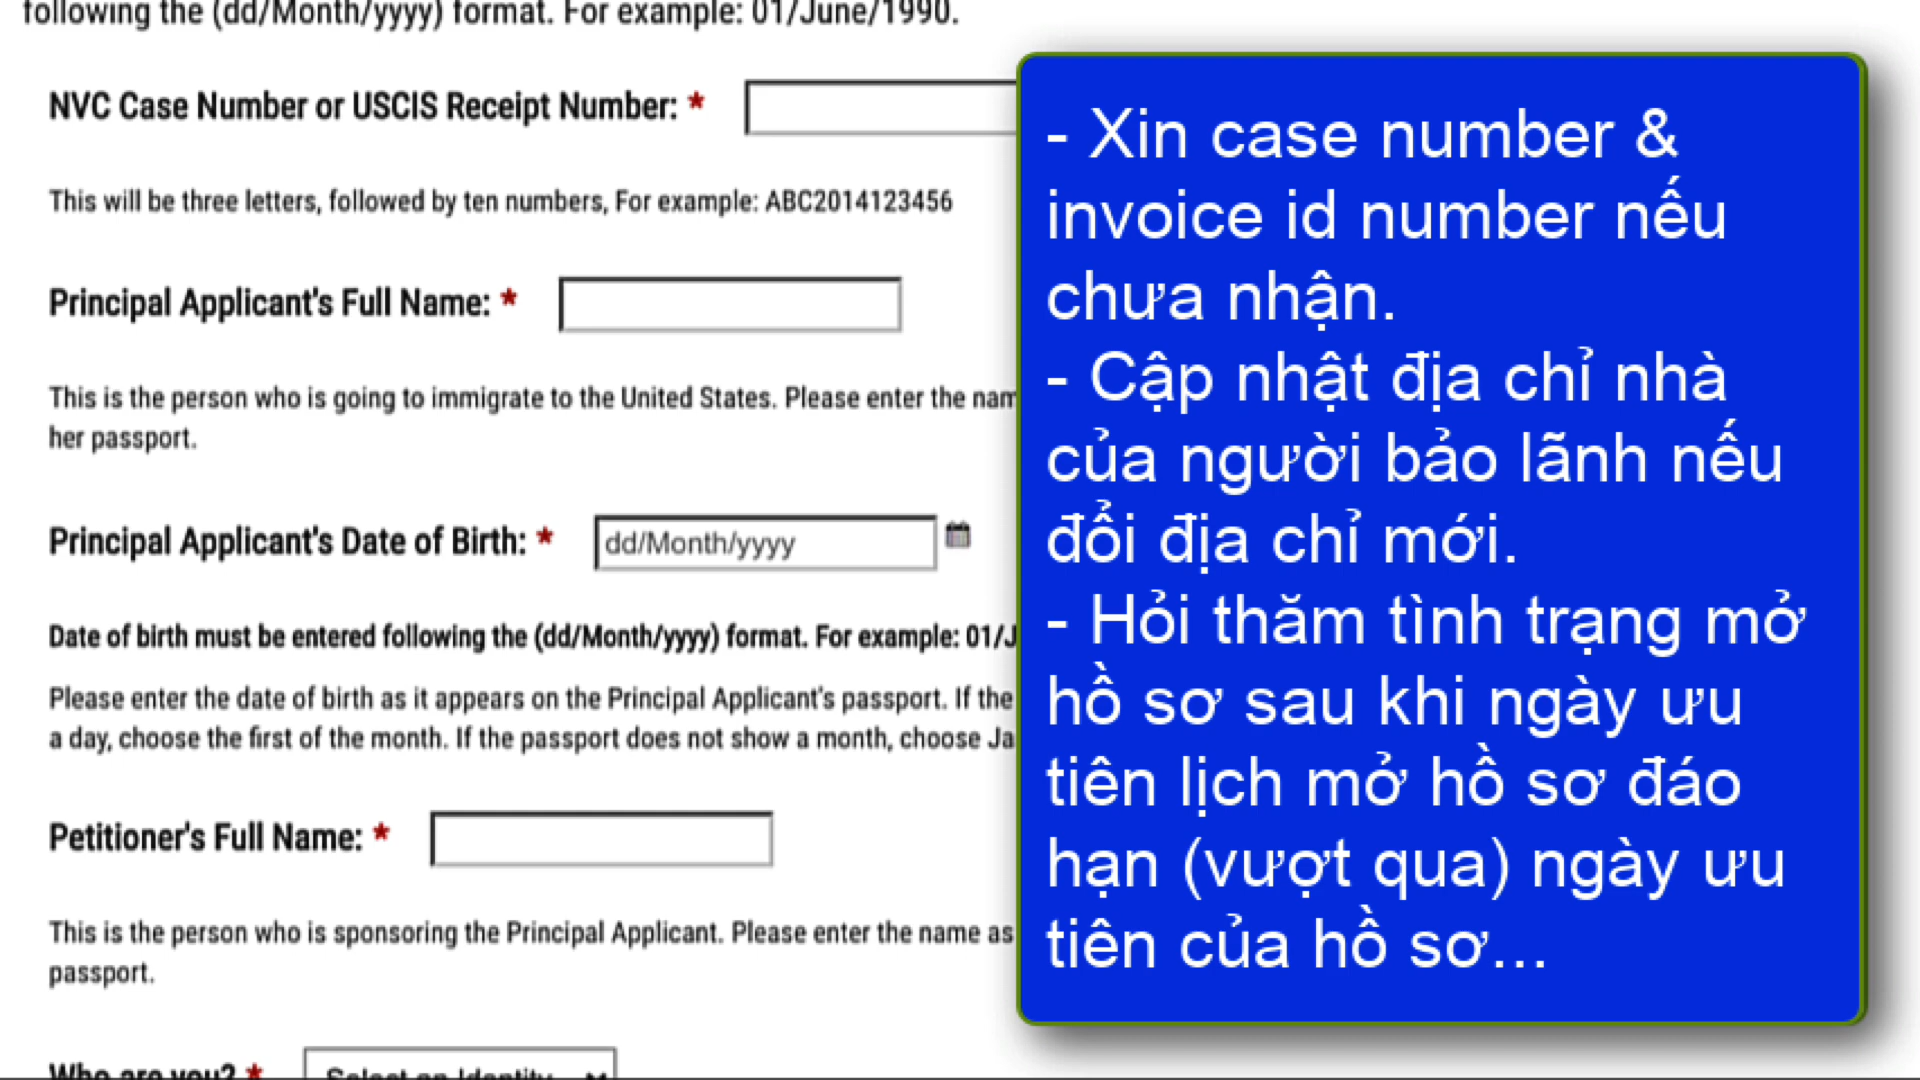 following the (dd/Month/yyyy) format. For example: 01/June/1990.
NVC Case Number or USCIS Receipt Number: *
This will be three letters, followed by ten numbers, For example: ABC2014123456
Principal Applicant's Full Name: *
This is the person who is going to immigrate to the United States. Please enter the nam
her passport.
Principal Applicant's Date of Birth: * dd/Month/yyyy
Date of birth must be entered following the (dd/Month/yyyy) format. For example: 01/J
Please enter the date of birth as it appears on the Principal Applicant's passport. If the
a day, choose the first of the month. If the passport does not show a month, choose Ja
Petitioner's Full Name: *
This is the person who is sponsoring the Principal Applicant. Please enter the name as
passport.
Who are you? * Select an Identity
- Xin case number &
invoice id number nếu
chưa nhận.
- Cập nhật địa chỉ nhà
của người bảo lãnh nếu
đổi địa chỉ mới.
- Hỏi thăm tình trạng mở
hồ sơ sau khi ngày ưu
tiên lịch mở hồ sơ đáo
hạn (vượt qua) ngày ưu
tiên của hồ sơ...